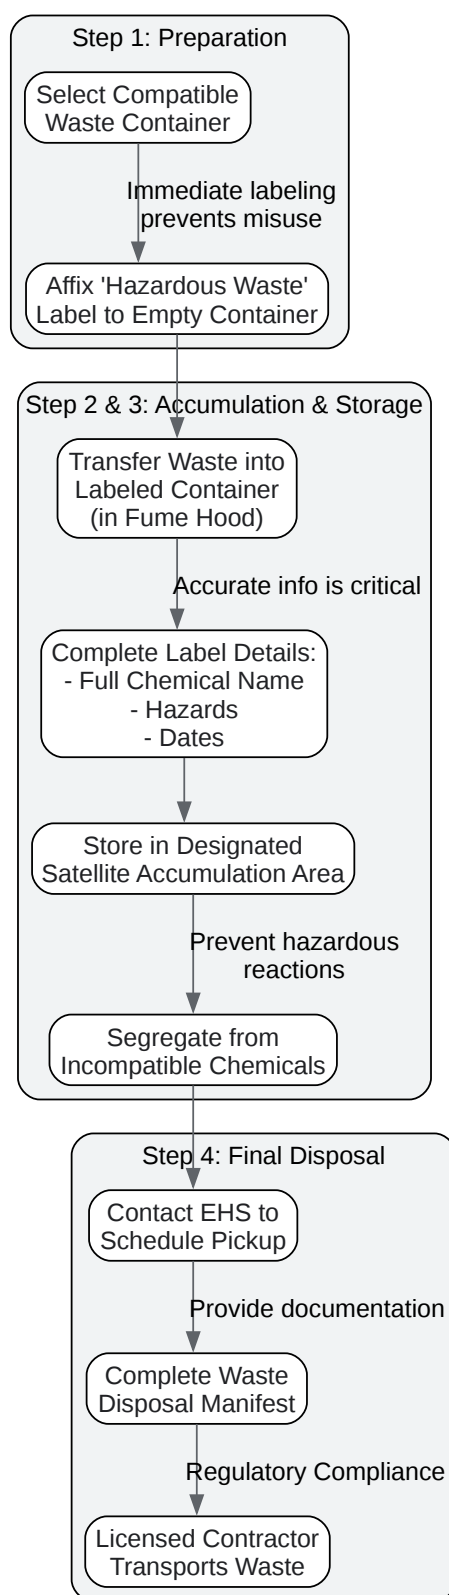 Step 1: Preparation
Select Compatible
Waste Container
Immediate labeling
prevents misuse
Affix 'Hazardous Waste'
Label to Empty Container
Step 2 & 3: Accumulation & Storage
Transfer Waste into
Labeled Container
(in Fume Hood)
Accurate info is critical
Complete Label Details:
- Full Chemical Name
- Hazards
- Dates
Store in Designated
Satellite Accumulation Area
Prevent hazardous
reactions
Segregate from
Incompatible Chemicals
Step 4: Final Disposal
Contact EHS to
Schedule Pickup
Provide documentation
Complete Waste
Disposal Manifest
Regulatory Compliance
Licensed Contractor
Transports Waste